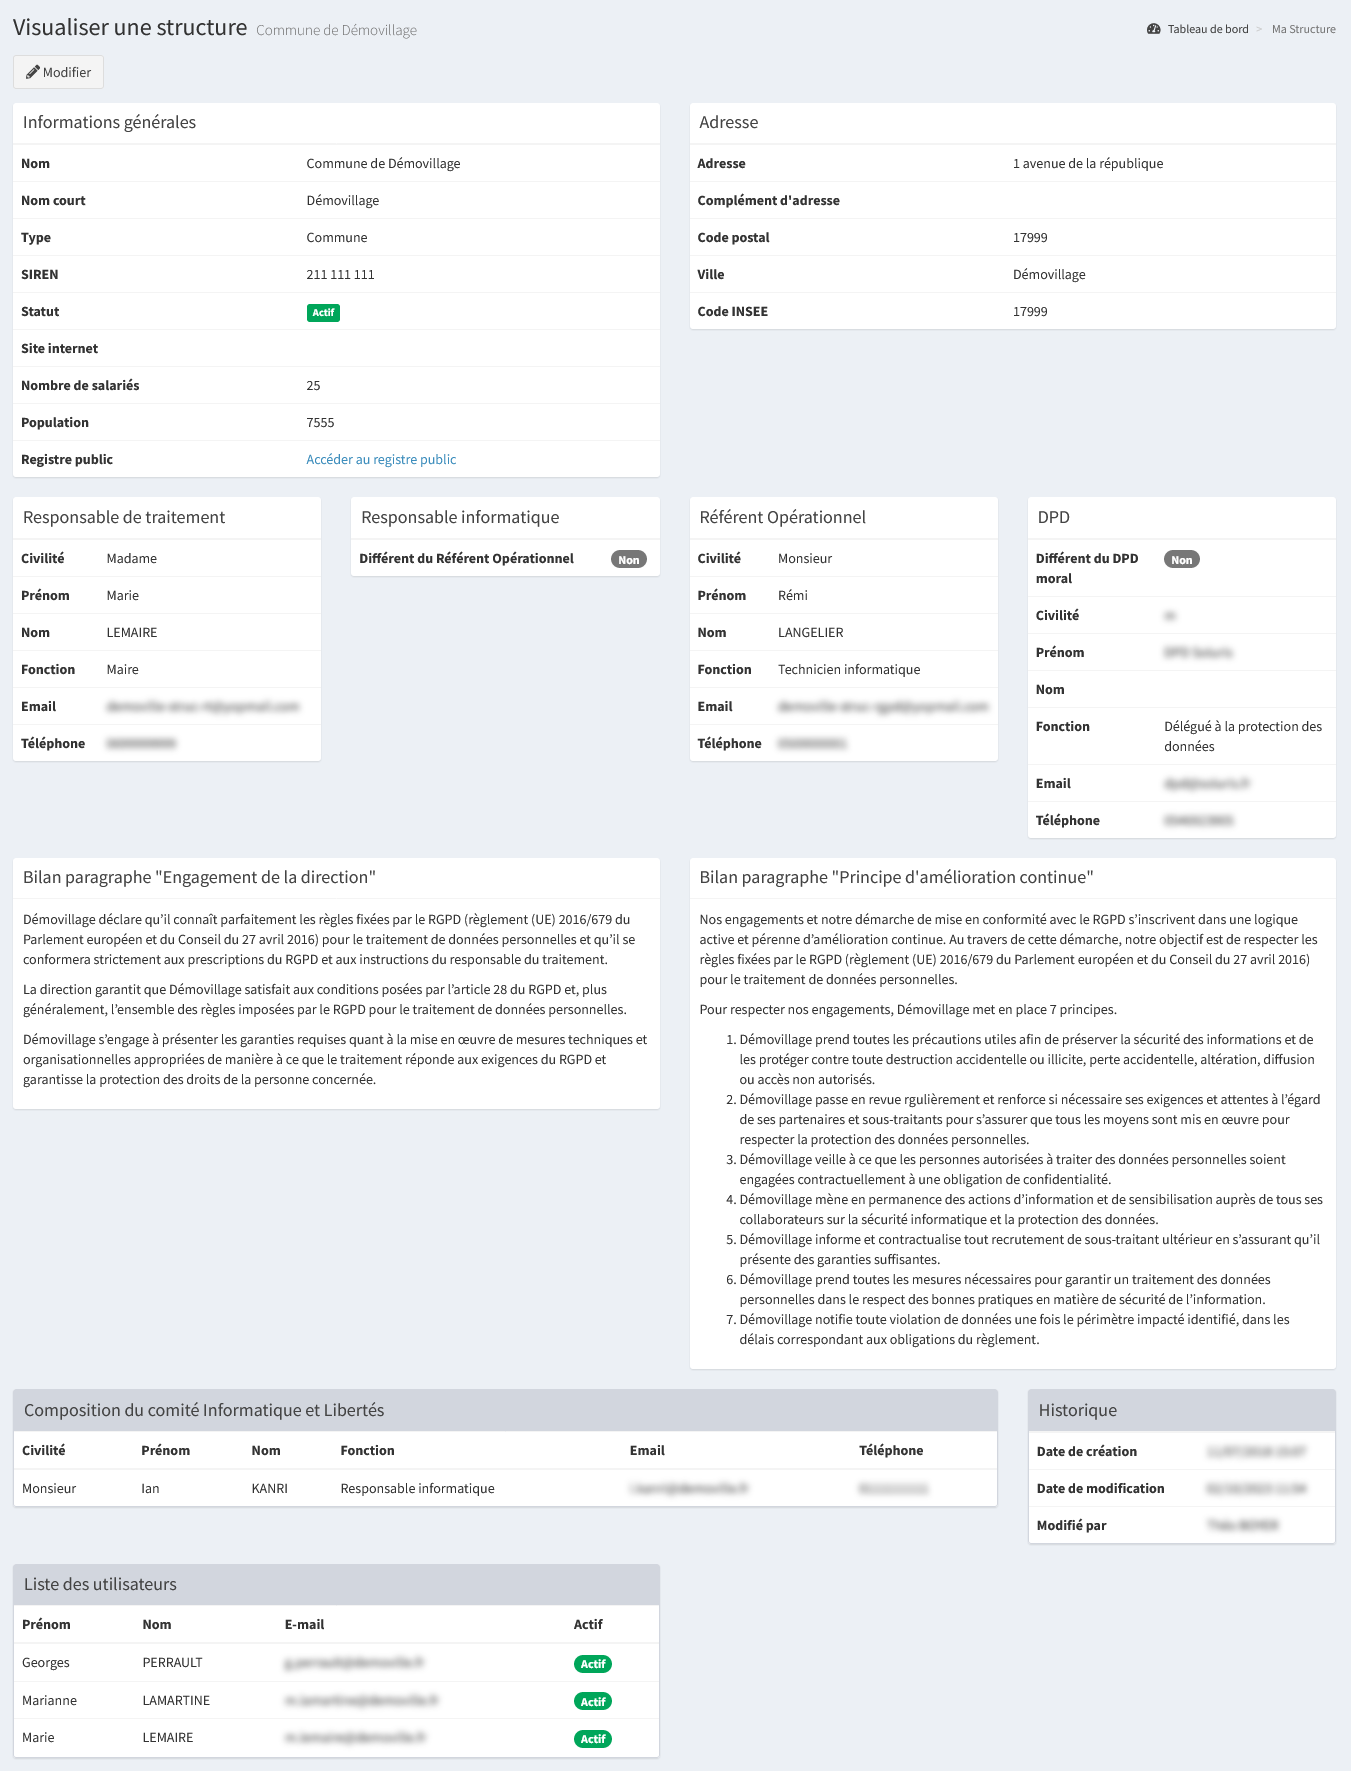 Visualiser une structure Commune de Démovillage
Tableau de bord > Ma Structure
Modifier
Informations générales
Nom Commune de Démovillage
Nom court Démovillage
Type Commune
SIREN 211 111 111
Statut Actif
Site internet
Nombre de salariés 25
Population 7555
Registre public Accéder au registre public
Adresse
Adresse 1 avenue de la république
Complément d'adresse
Code postal 17999
Ville Démovillage
Code INSEE 17999
Responsable de traitement
Civilité Madame
Prénom Marie
Nom LEMAIRE
Fonction Maire
Email
Téléphone
Responsable informatique
Différent du Référent Opérationnel Non
Référent Opérationnel
Civilité Monsieur
Prénom Rémi
Nom LANGELIER
Fonction Technicien informatique
Email
Téléphone
DPD
Différent du DPD Non
moral
Civilité
Prénom
Nom
Fonction Délégué à la protection des
données
Email
Téléphone
Bilan paragraphe "Engagement de la direction"
Démovillage déclare qu’il connaît parfaitement les règles fixées par le RGPD (règlement (UE) 2016/679 du
Parlement européen et du Conseil du 27 avril 2016) pour le traitement de données personnelles et qu’il se
conformera strictement aux prescriptions du RGPD et aux instructions du responsable du traitement.
La direction garantit que Démovillage satisfait aux conditions posées par l’article 28 du RGPD et, plus
généralement, l’ensemble des règles imposées par le RGPD pour le traitement de données personnelles.
Démovillage s’engage à présenter les garanties requises quant à la mise en œuvre de mesures techniques et
organisationnelles appropriées de manière à ce que le traitement réponde aux exigences du RGPD et
garantisse la protection des droits de la personne concernée.
Bilan paragraphe "Principe d'amélioration continue"
Nos engagements et notre démarche de mise en conformité avec le RGPD s’inscrivent dans une logique
active et pérenne d’amélioration continue. Au travers de cette démarche, notre objectif est de respecter les
règles fixées par le RGPD (règlement (UE) 2016/679 du Parlement européen et du Conseil du 27 avril 2016)
pour le traitement de données personnelles.
Pour respecter nos engagements, Démovillage met en place 7 principes.
1. Démovillage prend toutes les précautions utiles afin de préserver la sécurité des informations et de
les protéger contre toute destruction accidentelle ou illicite, perte accidentelle, altération, diffusion
ou accès non autorisés.
2. Démovillage passe en revue rgulièrement et renforce si nécessaire ses exigences et attentes à l’égard
de ses partenaires et sous-traitants pour s’assurer que tous les moyens sont mis en œuvre pour
respecter la protection des données personnelles.
3. Démovillage veille à ce que les personnes autorisées à traiter des données personnelles soient
engagées contractuellement à une obligation de confidentialité.
4. Démovillage mène en permanence des actions d’information et de sensibilisation auprès de tous ses
collaborateurs sur la sécurité informatique et la protection des données.
5. Démovillage informe et contractualise tout recrutement de sous-traitant ultérieur en s’assurant qu’il
présente des garanties suffisantes.
6. Démovillage prend toutes les mesures nécessaires pour garantir un traitement des données
personnelles dans le respect des bonnes pratiques en matière de sécurité de l’information.
7. Démovillage notifie toute violation de données une fois le périmètre impacté identifié, dans les
délais correspondant aux obligations du règlement.
Composition du comité Informatique et Libertés
Civilité Prénom Nom Fonction Email Téléphone
Monsieur Ian KANRI Responsable informatique
Historique
Date de création
Date de modification
Modifié par
Liste des utilisateurs
Prénom Nom E-mail Actif
Georges PERRAULT Actif
Marianne LAMARTINE Actif
Marie LEMAIRE Actif